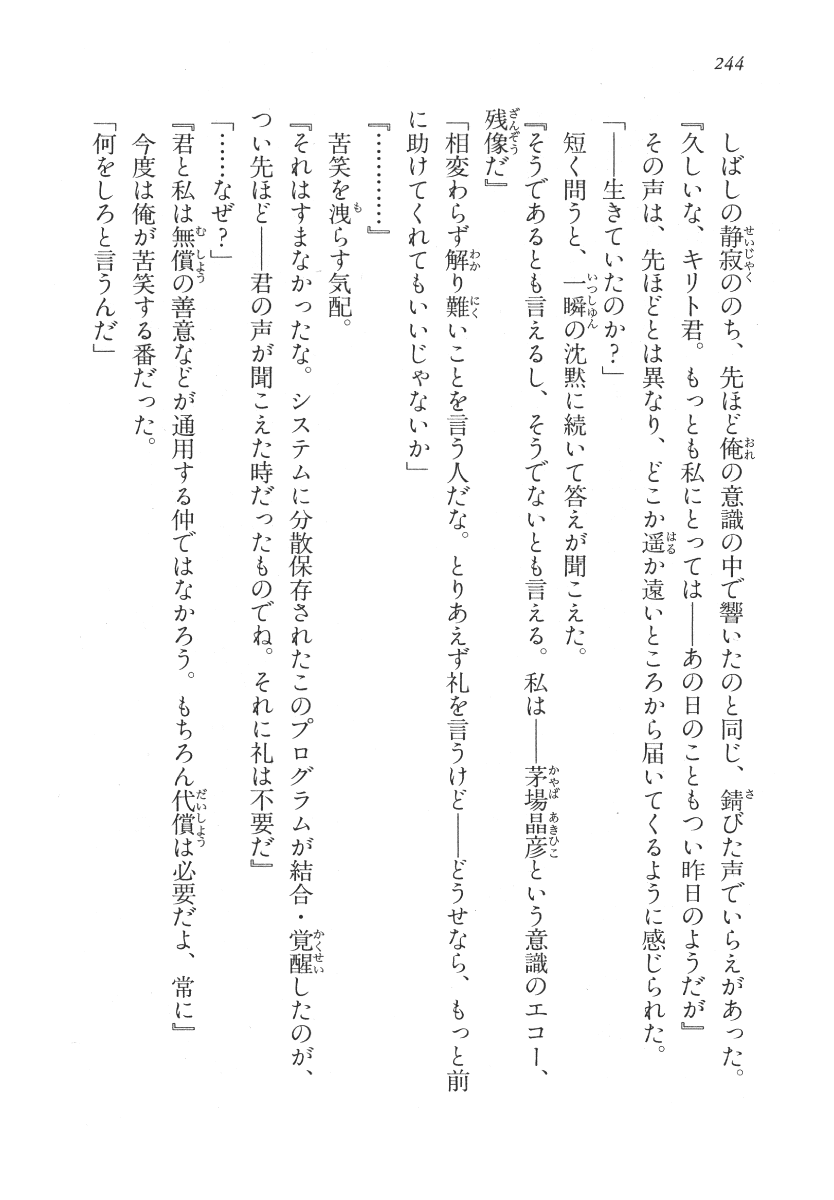 244
しばしの静寂ののち、先ほど俺の意識の中で響いたのと同じ、錆びた声でいらえがあった。
『久しいな、キリト君。もっとも私にとっては――あの日のこともつい昨日のようだが』
その声は、先ほどとは異なり、どこか遥か遠いところから届いてくるように感じられた。
「――生きていたのか？」
短く問うと、一瞬の沈黙に続いて答えが聞こえた。
『そうであるとも言えるし、そうでないとも言える。私は――茅場晶彦という意識のエコー、
残像だ』
「相変わらず解り難いことを言う人だな。とりあえず礼を言うけど――どうせなら、もっと前
に助けてくれてもいいじゃないか」
『…………』
苦笑を洩らす気配。
『それはすまなかったな。システムに分散保存されたこのプログラムが結合・覚醒したのが、
つい先ほど――君の声が聞こえた時だったものでね。それに礼は不要だ』
「……なぜ？」
『君と私は無償の善意などが通用する仲ではなかろう。もちろん代償は必要だよ、常に』
今度は俺が苦笑する番だった。
「何をしろと言うんだ」